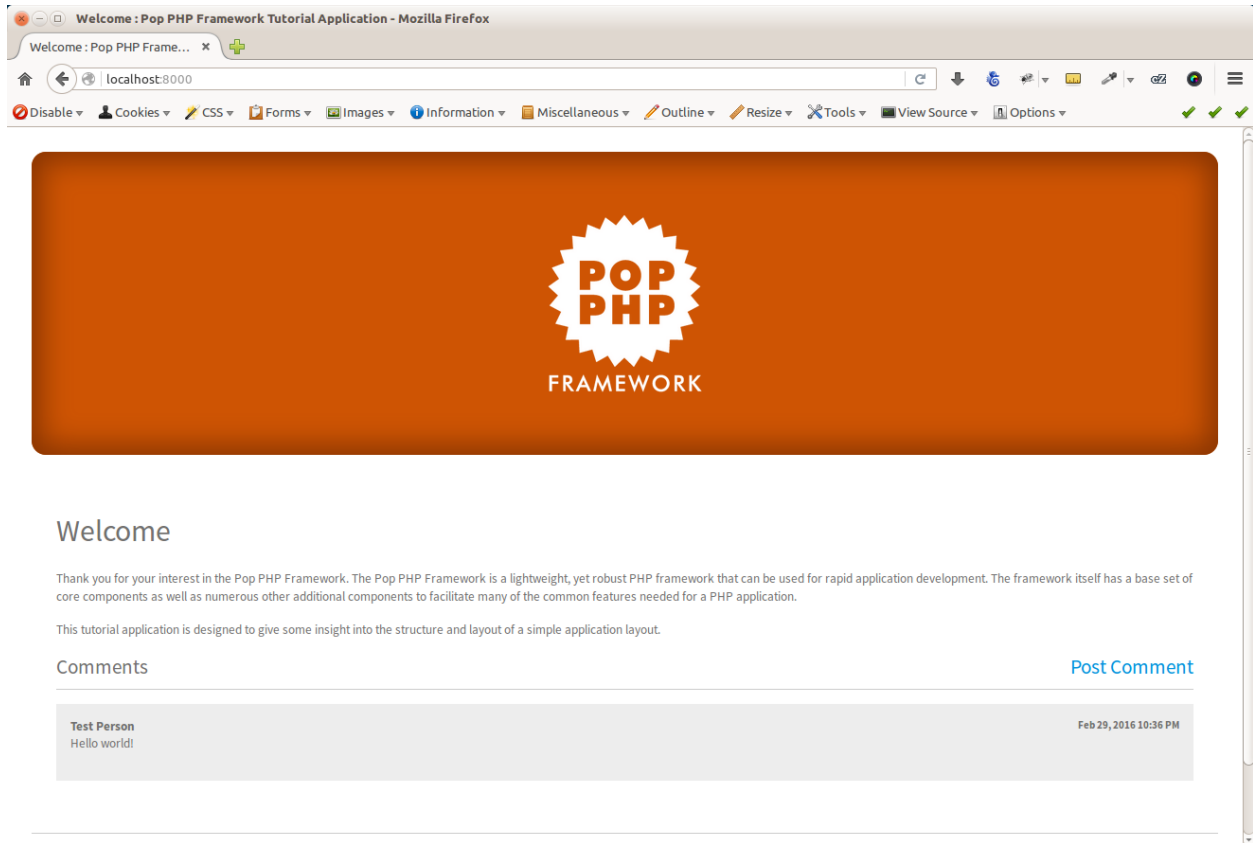 Welcome : Pop PHP Framework Tutorial Application - Mozilla Firefox
Welcome : Pop PHP Frame...
localhost:8000
Disable Cookies CSS Forms Images Information Miscellaneous Outline Resize Tools View Source Options
POP
PHP
FRAMEWORK
Welcome
Thank you for your interest in the Pop PHP Framework. The Pop PHP Framework is a lightweight, yet robust PHP framework that can be used for rapid application development. The framework itself has a base set of
core components as well as numerous other additional components to facilitate many of the common features needed for a PHP application.
This tutorial application is designed to give some insight into the structure and layout of a simple application layout.
Comments Post Comment
Test Person Feb 29, 2016 10:36 PM
Hello world!